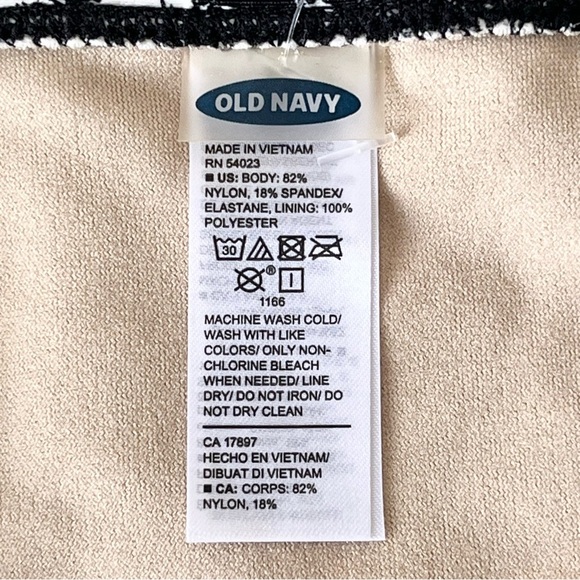 OLD NAVY
MADE IN VIETNAM
RN 54023
■ US: BODY: 82%
NYLON, 18% SPANDEX/
ELASTANE, LINING: 100%
POLYESTER
30
®
1166
MACHINE WASH COLD/
WASH WITH LIKE
COLORS/ ONLY NON-
CHLORINE BLEACH
WHEN NEEDED/ LINE
DRY/ DO NOT IRON/ DO
NOT DRY CLEAN
CA 17897
HECHO EN VIETNAM/
DIBUAT DI VIETNAM
■ CA: CORPS: 82%
NYLON, 18%